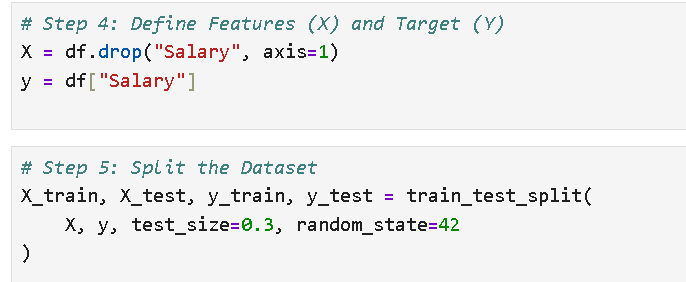 # Step 4: Define Features (X) and Target (Y)
X = df.drop("Salary", axis=1)
y = df["Salary"]
# Step 5: Split the Dataset
X_train, X_test, y_train, y_test = train_test_split(
    X, y, test_size=0.3, random_state=42
)